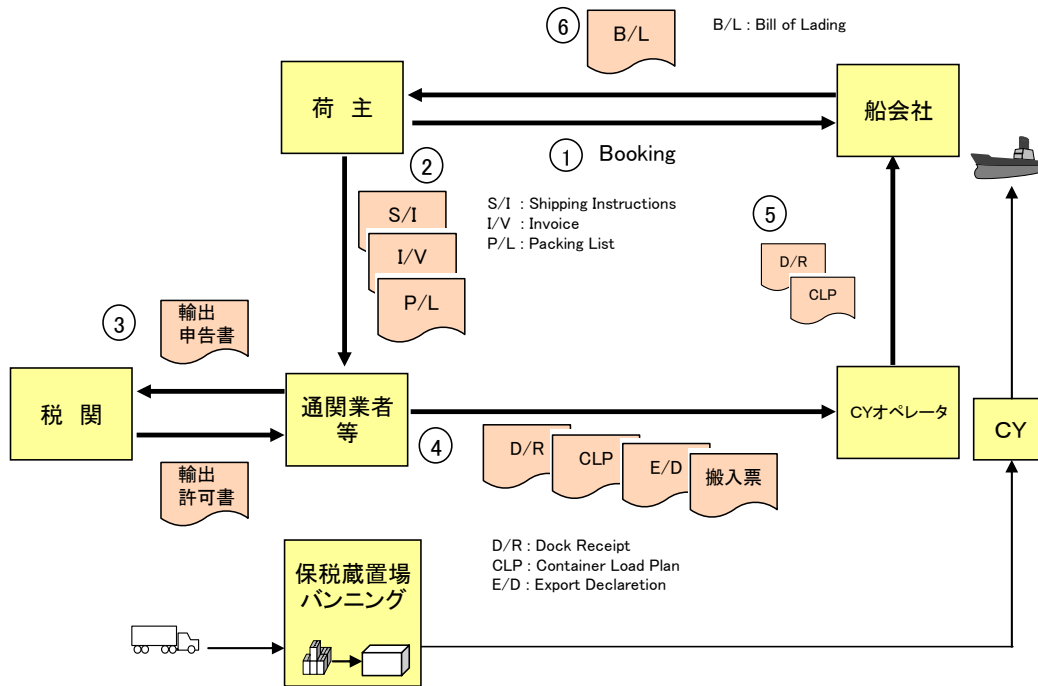 ⑥
B/L
B/L : Bill of Lading
荷 主
船会社
① Booking
②
S/I
I/V
P/L
S/I : Shipping Instructions
I/V : Invoice
P/L : Packing List
⑤
D/R
CLP
③
輸出
申告書
税 関
通関業者
等
CYオペレータ
CY
④
D/R
CLP
E/D
搬入票
輸出
許可書
D/R : Dock Receipt
CLP : Container Load Plan
E/D : Export Declaretion
保税蔵置場
バンニング